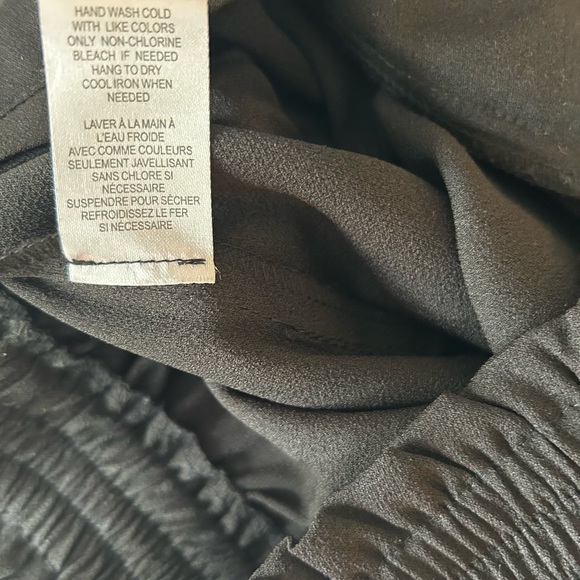 HAND WASH COLD
WITH LIKE COLORS
ONLY NON-CHLORINE
BLEACH IF NEEDED
HANG TO DRY
COOL IRON WHEN
NEEDED
LAVER À LA MAIN À
L'EAU FROIDE
AVEC COMME COULEURS
SEULEMENT JAVELLISANT
SANS CHLORE SI
NÉCESSAIRE
SUSPENDRE POUR SÉCHER
REFROIDISSEZ LE FER
SI NÉCESSAIRE